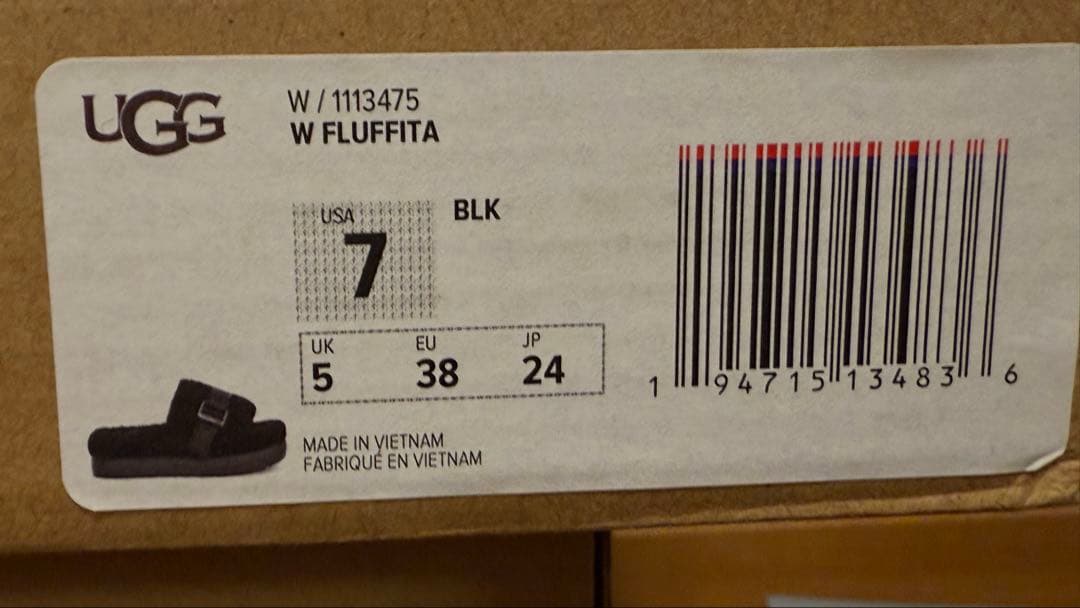 UGG
W / 1113475
W FLUFFITA
USA
7
BLK
UK EU JP
5 38 24
MADE IN VIETNAM
FABRIQUÉ EN VIETNAM
1 94715 13483 6